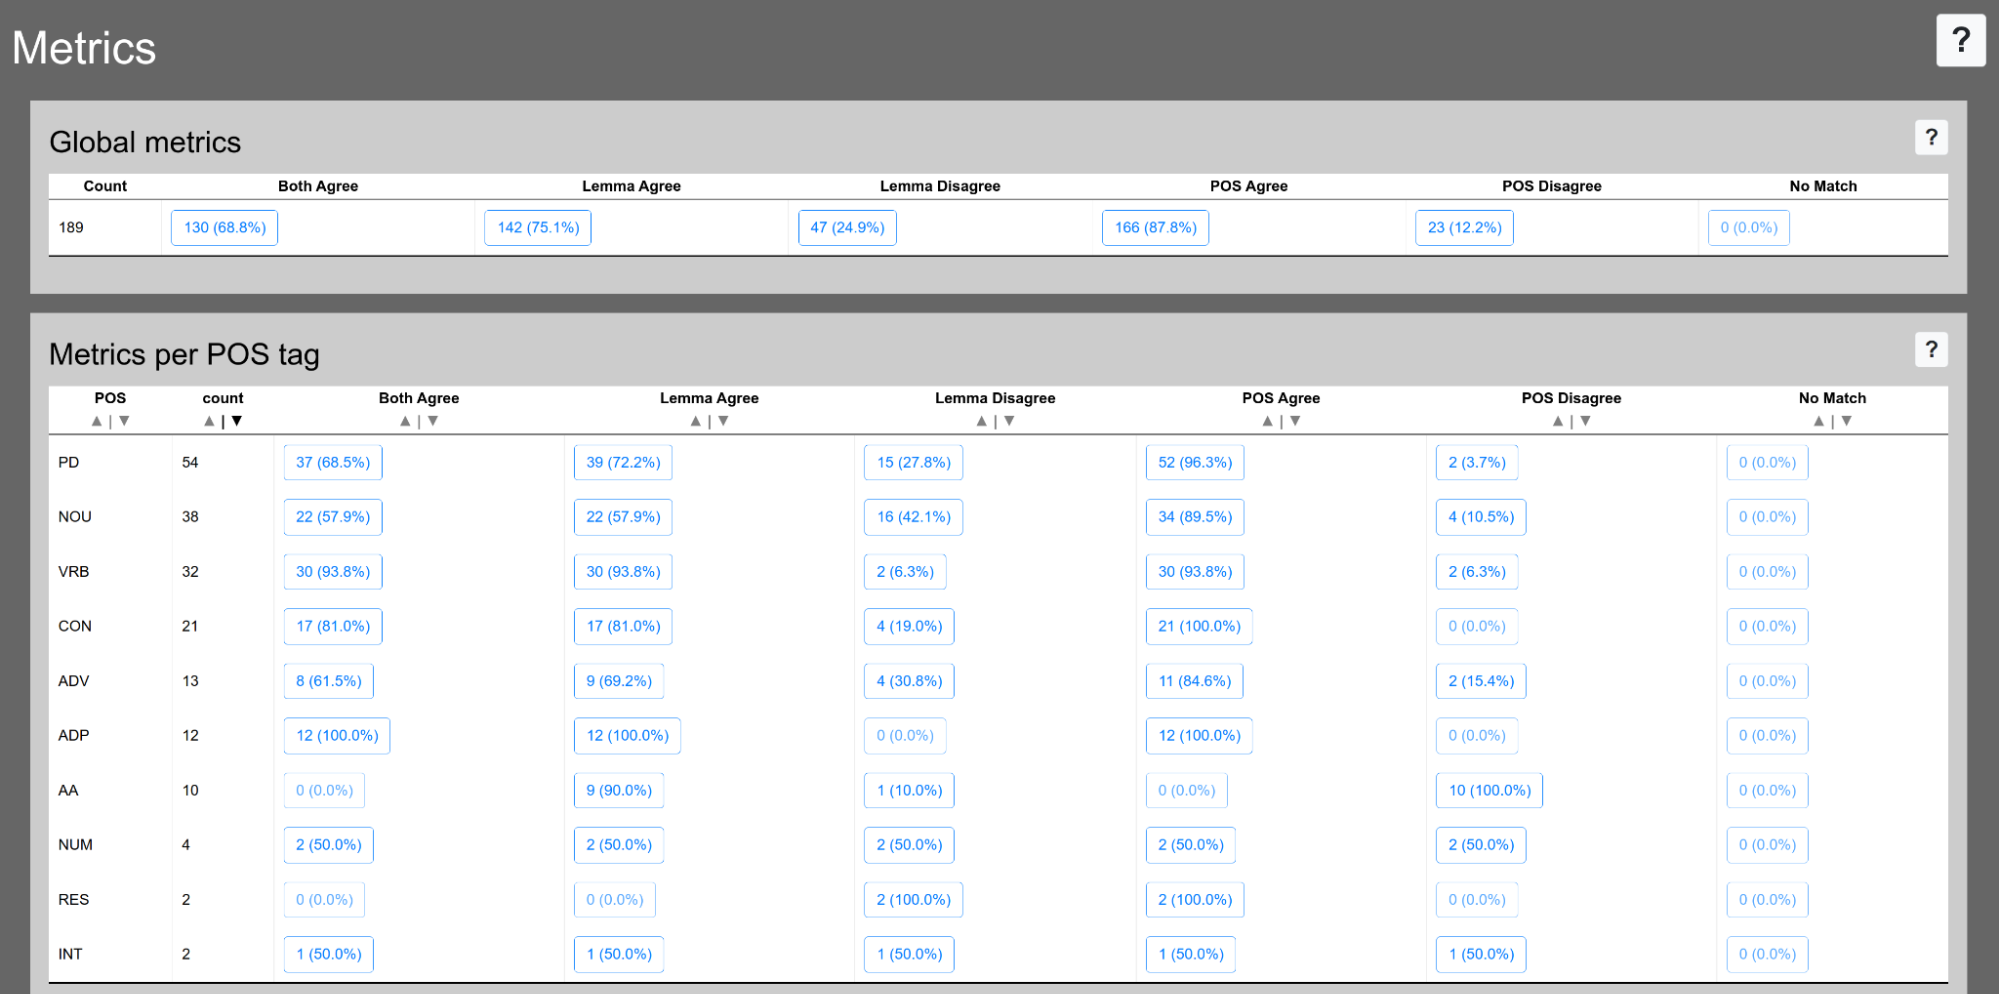 Metrics
?
Global metrics
?
Count Both Agree Lemma Agree Lemma Disagree POS Agree POS Disagree No Match
189 130 (68.8%) 142 (75.1%) 47 (24.9%) 166 (87.8%) 23 (12.2%) 0 (0.0%)
Metrics per POS tag
?
POS count Both Agree Lemma Agree Lemma Disagree POS Agree POS Disagree No Match
▲ | ▼ ▲ | ▼ ▲ | ▼ ▲ | ▼ ▲ | ▼ ▲ | ▼ ▲ | ▼ ▲ | ▼
PD 54 37 (68.5%) 39 (72.2%) 15 (27.8%) 52 (96.3%) 2 (3.7%) 0 (0.0%)
NOU 38 22 (57.9%) 22 (57.9%) 16 (42.1%) 34 (89.5%) 4 (10.5%) 0 (0.0%)
VRB 32 30 (93.8%) 30 (93.8%) 2 (6.3%) 30 (93.8%) 2 (6.3%) 0 (0.0%)
CON 21 17 (81.0%) 17 (81.0%) 4 (19.0%) 21 (100.0%) 0 (0.0%) 0 (0.0%)
ADV 13 8 (61.5%) 9 (69.2%) 4 (30.8%) 11 (84.6%) 2 (15.4%) 0 (0.0%)
ADP 12 12 (100.0%) 12 (100.0%) 0 (0.0%) 12 (100.0%) 0 (0.0%) 0 (0.0%)
AA 10 0 (0.0%) 9 (90.0%) 1 (10.0%) 0 (0.0%) 10 (100.0%) 0 (0.0%)
NUM 4 2 (50.0%) 2 (50.0%) 2 (50.0%) 2 (50.0%) 2 (50.0%) 0 (0.0%)
RES 2 0 (0.0%) 0 (0.0%) 2 (100.0%) 2 (100.0%) 0 (0.0%) 0 (0.0%)
INT 2 1 (50.0%) 1 (50.0%) 1 (50.0%) 1 (50.0%) 1 (50.0%) 0 (0.0%)